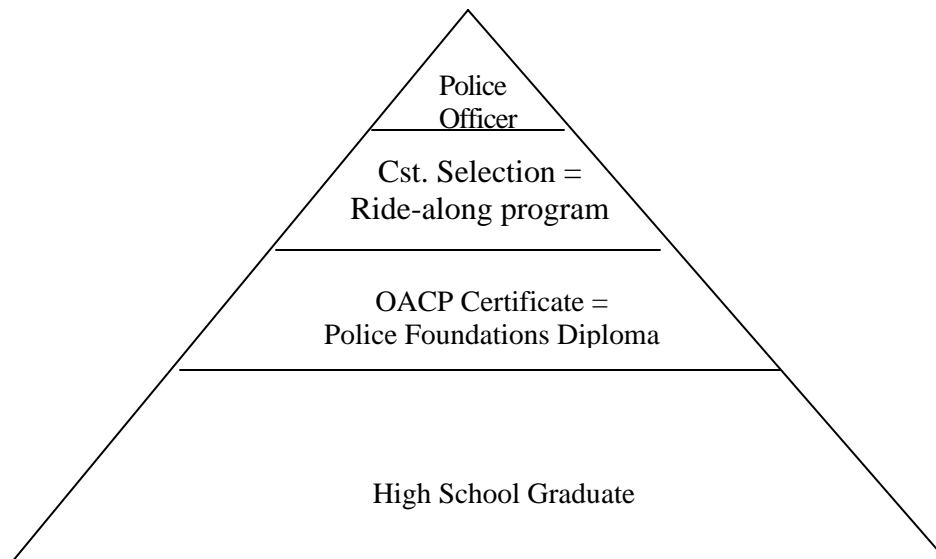 Police
Officer
Cst. Selection =
Ride-along program
OACP Certificate =
Police Foundations Diploma
High School Graduate